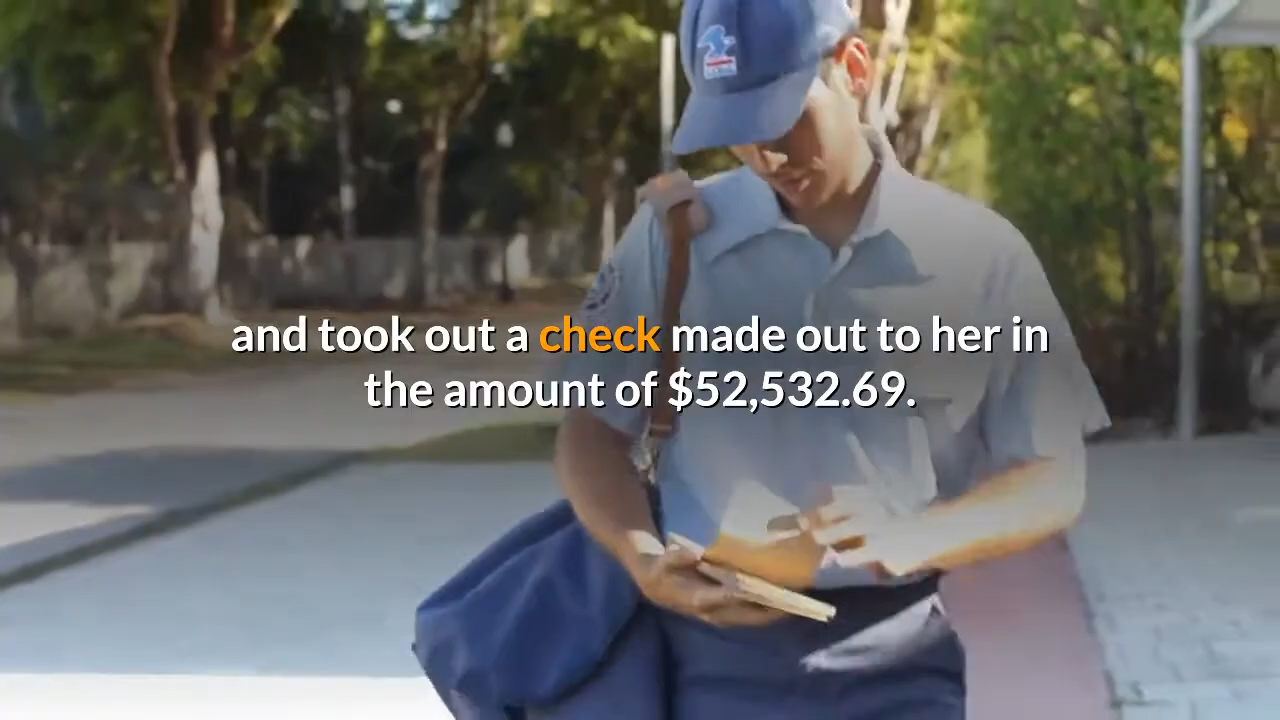 and took out a check made out to her in
the amount of $52,532.69.